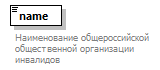 name
Наименование общероссийской
общественной организации
инвалидов